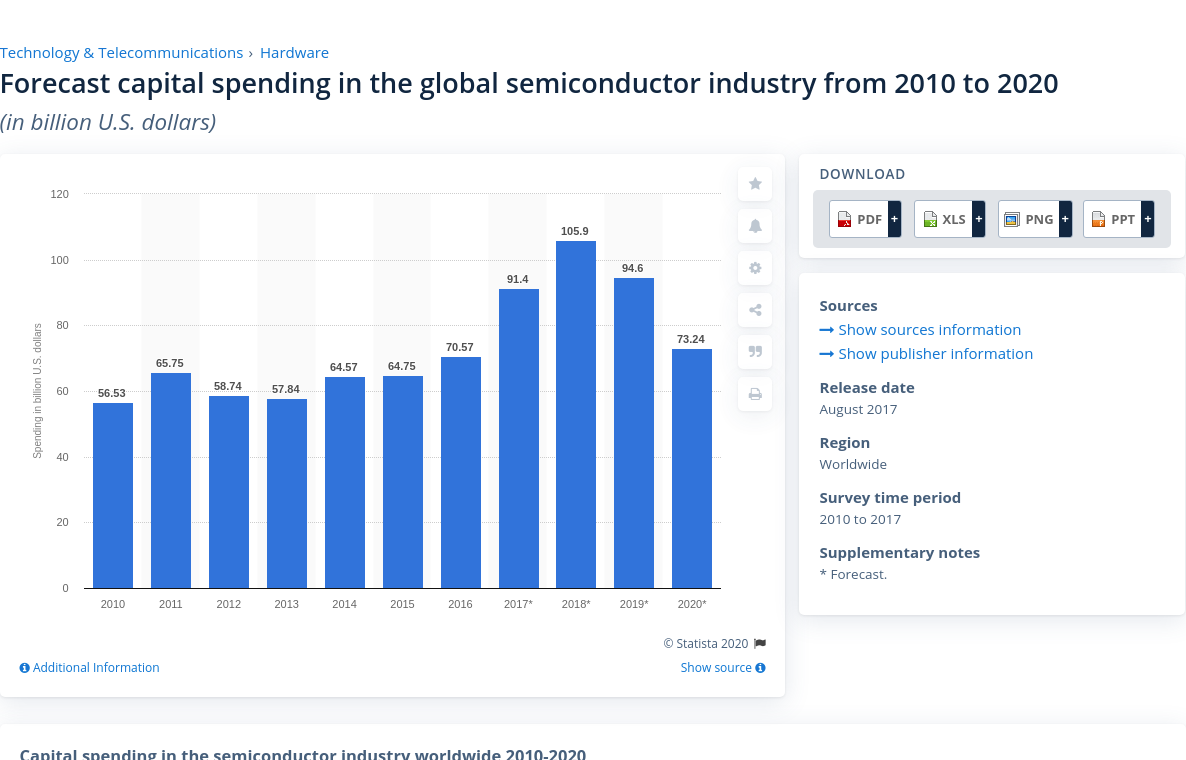 Technology & Telecommunications › Hardware
Forecast capital spending in the global semiconductor industry from 2010 to 2020
(in billion U.S. dollars)
Spending in billion U.S. dollars
120
100
80
60
40
20
0
56.53
65.75
58.74
57.84
64.57
64.75
70.57
91.4
105.9
94.6
73.24
2010 2011 2012 2013 2014 2015 2016 2017* 2018* 2019* 2020*
© Statista 2020
Additional Information
Show source
DOWNLOAD
PDF + XLS + PNG + PPT +
Sources
Show sources information
Show publisher information
Release date
August 2017
Region
Worldwide
Survey time period
2010 to 2017
Supplementary notes
* Forecast.
Capital spending in the semiconductor industry worldwide 2010-2020